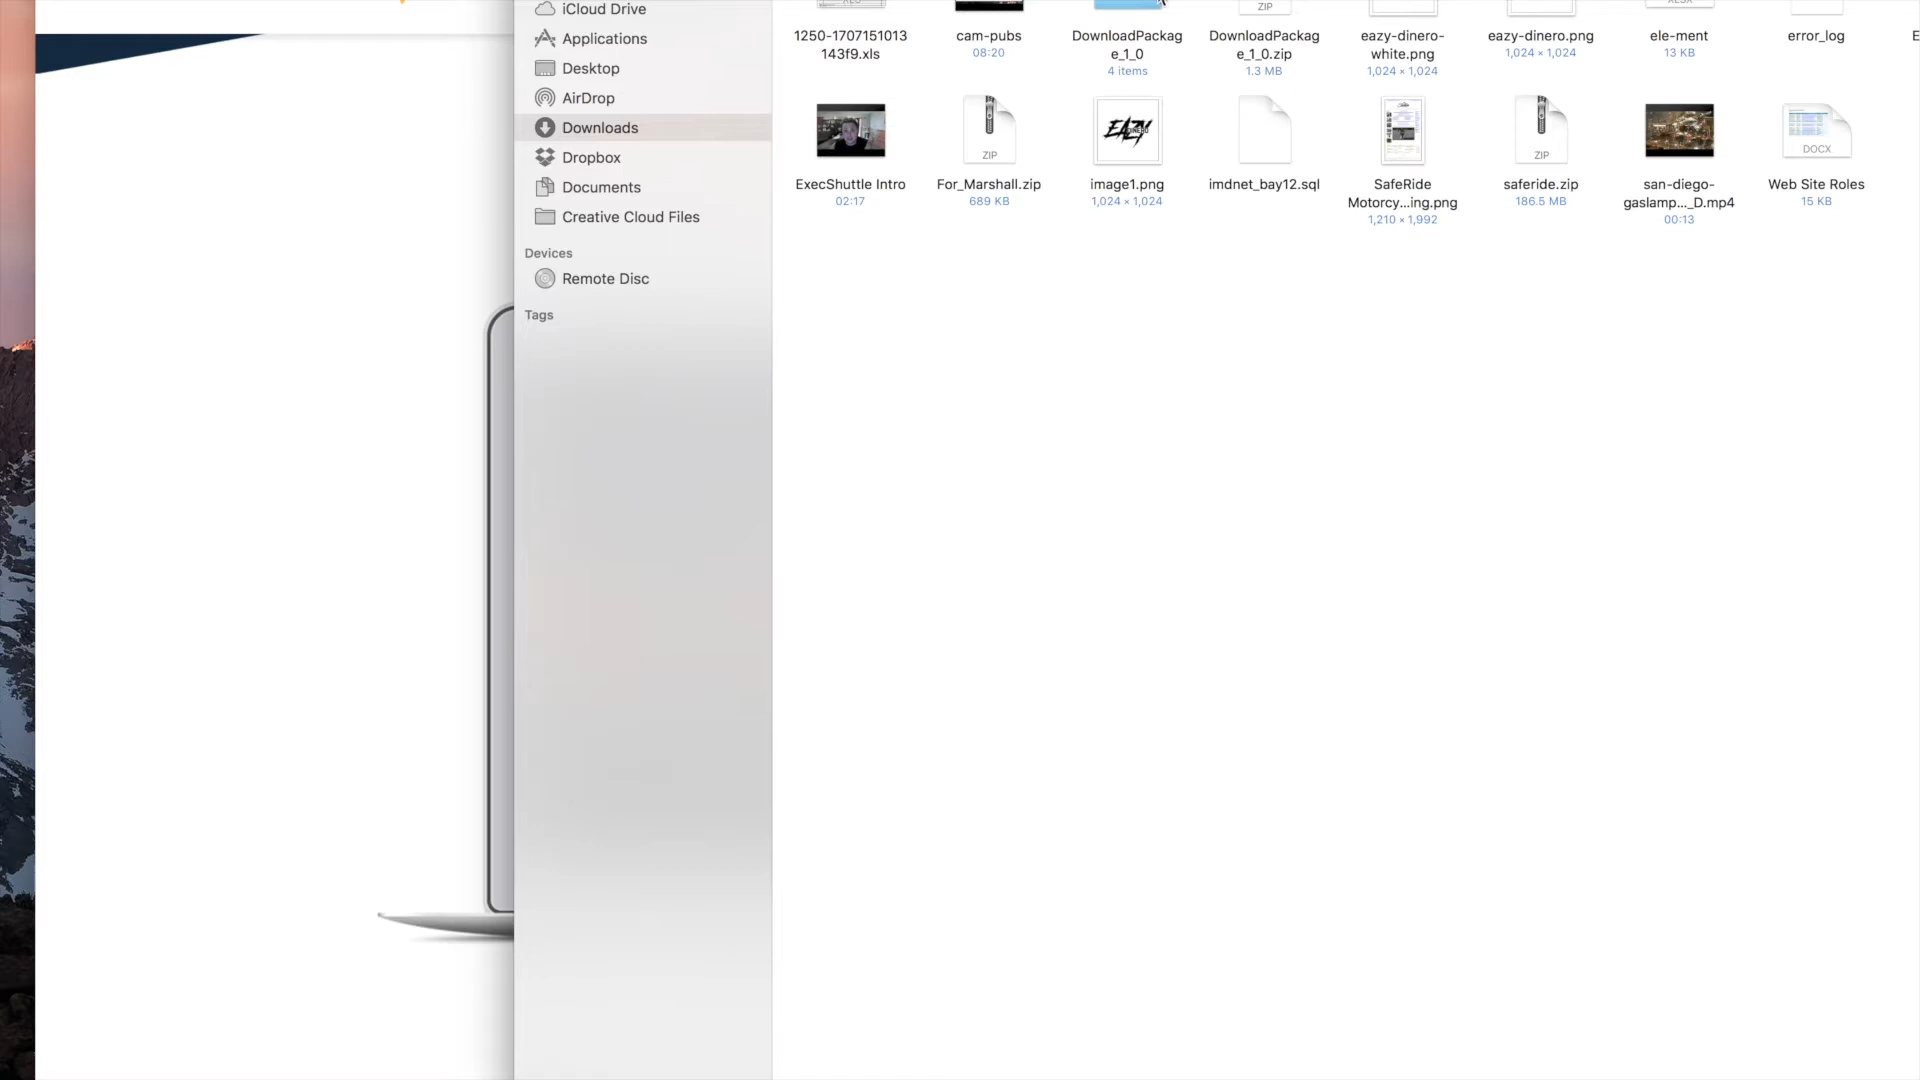 iCloud Drive
Applications
Desktop
AirDrop
Downloads
Dropbox
Documents
Creative Cloud Files
Devices
Remote Disc
Tags
XLS
ZIP
XLSX
1250-1707151013
143f9.xls
cam-pubs
08:20
DownloadPackag
e_1_0
4 items
DownloadPackag
e_1_0.zip
1.3 MB
eazy-dinero-
white.png
1,024 × 1,024
eazy-dinero.png
1,024 × 1,024
ele-ment
13 KB
error_log
E
ZIP
EAZY
DINERO
ZIP
DOCX
ExecShuttle Intro
02:17
For_Marshall.zip
689 KB
image1.png
1,024 × 1,024
imdnet_bay12.sql
SafeRide
Motorcy...ing.png
1,210 × 1,992
saferide.zip
186.5 MB
san-diego-
gaslamp..._D.mp4
00:13
Web Site Roles
15 KB